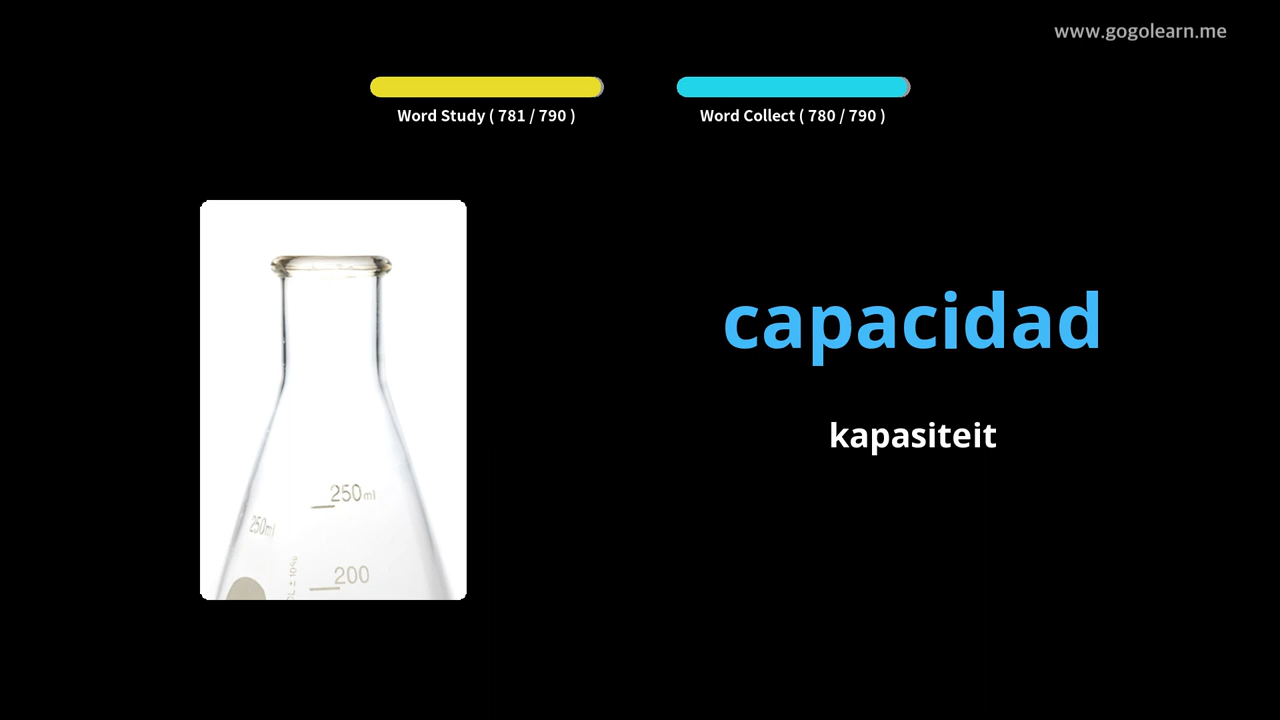 www.gogolearn.me
Word Study ( 781 / 790 )
Word Collect ( 780 / 790 )
capacidad
kapasiteit
250ml
250ml
200